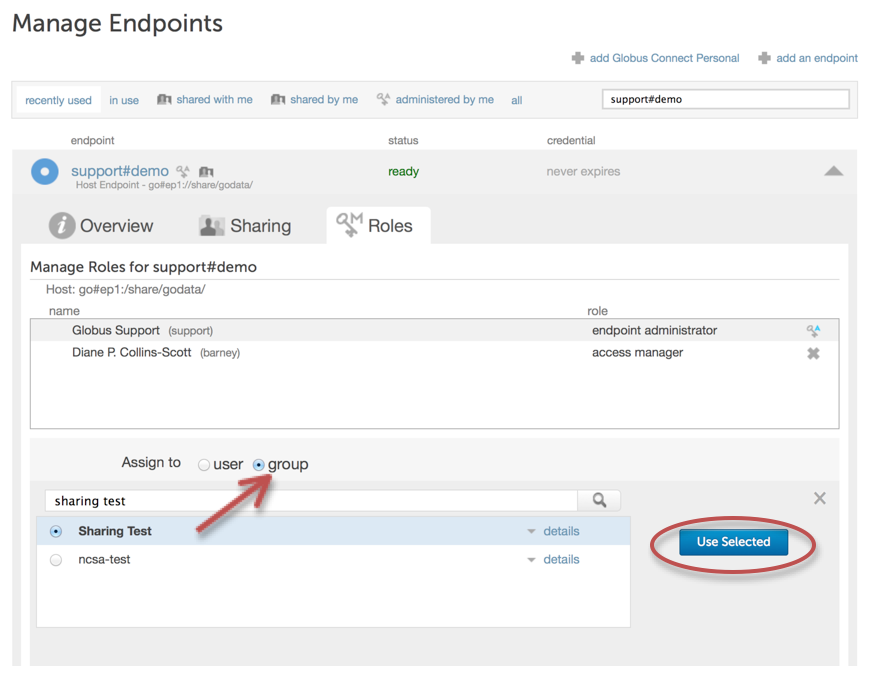 Manage Endpoints
add Globus Connect Personal add an endpoint
recently used in use shared with me shared by me administered by me all support#demo
endpoint status credential
support#demo ready never expires
Host Endpoint - go#ep1://share/godata/
Overview Sharing Roles
Manage Roles for support#demo
Host: go#ep1:/share/godata/
name role
Globus Support (support) endpoint administrator
Diane P. Collins-Scott (barney) access manager
Assign to user group
sharing test
Sharing Test details Use Selected
ncsa-test details